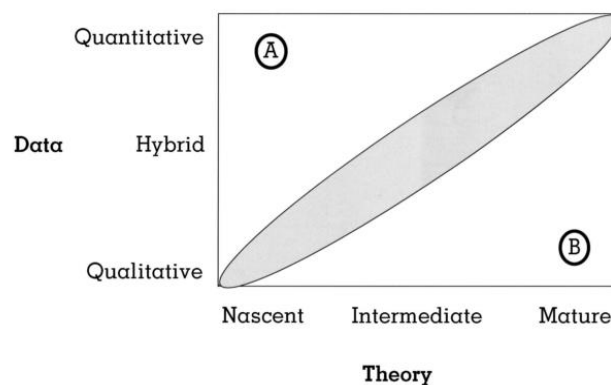 Quantitative
A
Data
Hybrid
B
Qualitative
Nascent
Intermediate
Mature
Theory